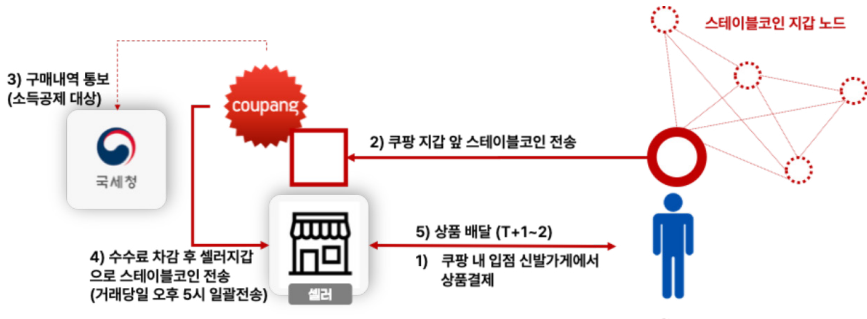 스테이블코인 지갑 노드
3) 구매내역 통보
(소득공제 대상)
coupang
2) 쿠팡 지갑 앞 스테이블코인 전송
국세청
4) 수수료 차감 후 셀러지갑
으로 스테이블코인 전송
(거래당일 오후 5시 일괄전송)
셀러
5) 상품 배달 (T+1~2)
1) 쿠팡 내 입점 신발가게에서
상품결제